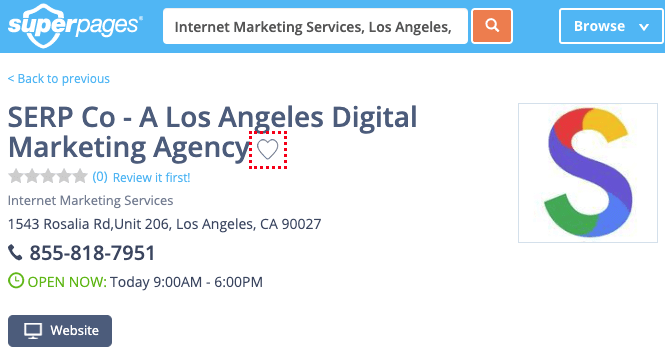 superpages®
Internet Marketing Services, Los Angeles,
Browse
< Back to previous
SERP Co - A Los Angeles Digital
Marketing Agency
(0) Review it first!
Internet Marketing Services
1543 Rosalia Rd,Unit 206, Los Angeles, CA 90027
855-818-7951
OPEN NOW: Today 9:00AM - 6:00PM
Website